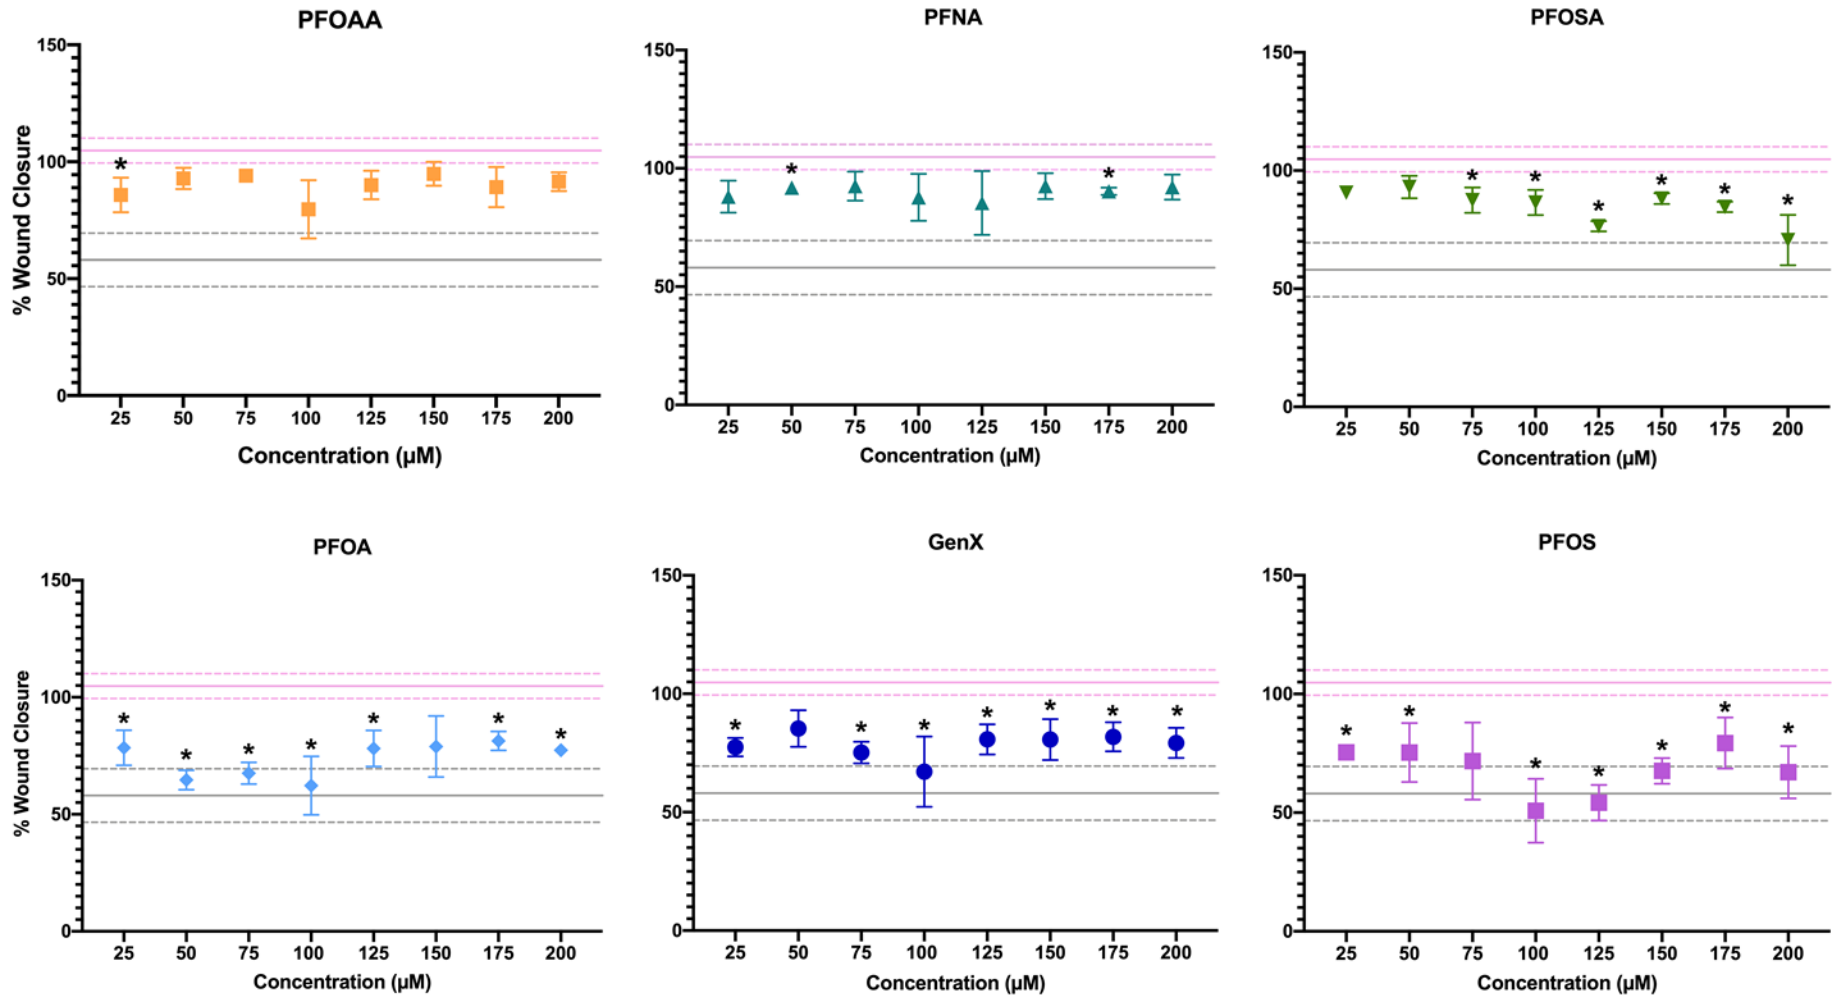 PFOAA
% Wound Closure
150
100
50
0
*
25 50 75 100 125 150 175 200
Concentration (µM)
PFNA
150
100
50
0
* *
25 50 75 100 125 150 175 200
Concentration (µM)
PFOSA
150
100
50
0
* * * * * *
25 50 75 100 125 150 175 200
Concentration (µM)
PFOA
% Wound Closure
150
100
50
0
* * * * * * *
25 50 75 100 125 150 175 200
Concentration (µM)
GenX
150
100
50
0
* * * * * * *
25 50 75 100 125 150 175 200
Concentration (µM)
PFOS
150
100
50
0
* * * * * * *
25 50 75 100 125 150 175 200
Concentration (µM)